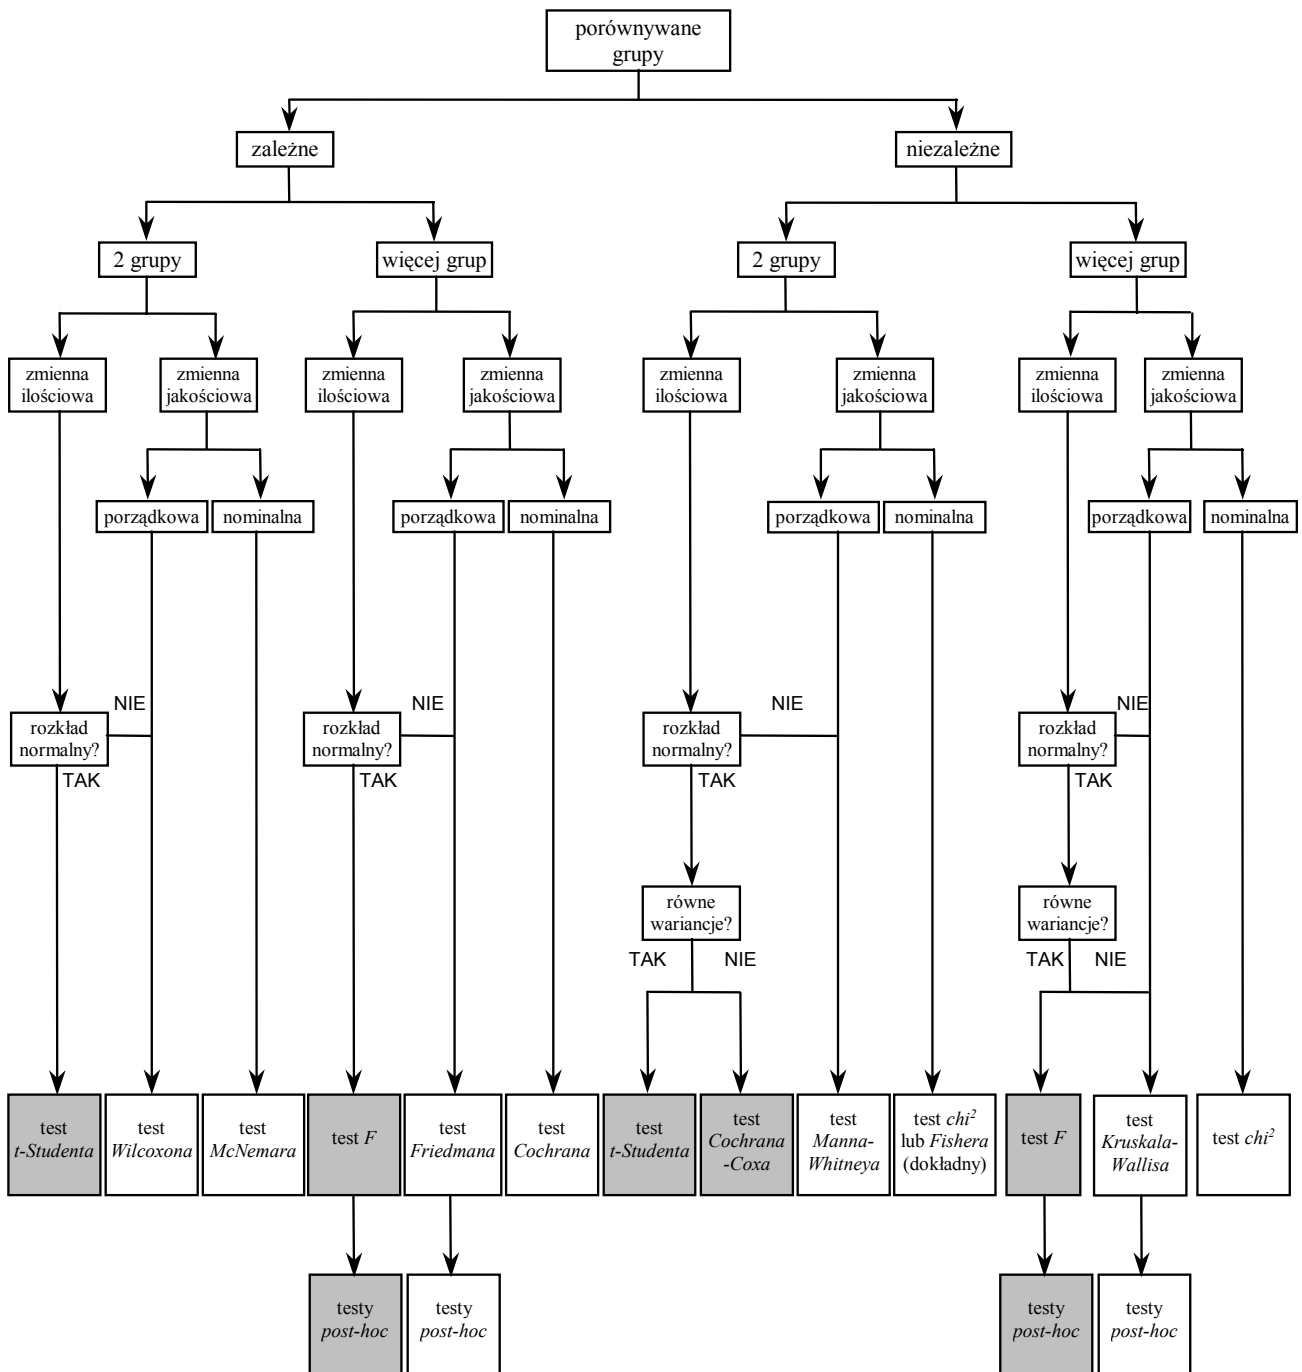 porównywane
grupy
zależne
niezależne
2 grupy
więcej grup
2 grupy
więcej grup
zmienna
ilościowa
zmienna
jakościowa
zmienna
ilościowa
zmienna
jakościowa
zmienna
ilościowa
zmienna
jakościowa
zmienna
ilościowa
zmienna
jakościowa
porządkowa
nominalna
porządkowa
nominalna
porządkowa
nominalna
porządkowa
nominalna
rozkład
normalny?
NIE
TAK
rozkład
normalny?
NIE
TAK
rozkład
normalny?
NIE
TAK
rozkład
normalny?
NIE
TAK
równe
wariancje?
TAK
NIE
równe
wariancje?
TAK
NIE
test
t-Studenta
test
Wilcoxona
test
McNemara
test F
test
Friedmana
test
Cochrana
test
t-Studenta
test
Cochrana
-Coxa
test
Manna-
Whitneya
test chi²
lub Fishera
(dokładny)
test F
test
Kruskala-
Wallisa
test chi²
testy
post-hoc
testy
post-hoc
testy
post-hoc
testy
post-hoc